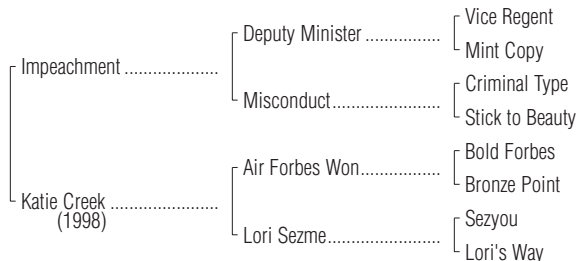 Vice Regent
Deputy Minister ................
Mint Copy
Impeachment ....................
Criminal Type
Misconduct.......................
Stick to Beauty
Bold Forbes
Air Forbes Won.................
Bronze Point
Katie Creek .......................
(1998)
Sezyou
Lori Sezme........................
Lori's Way